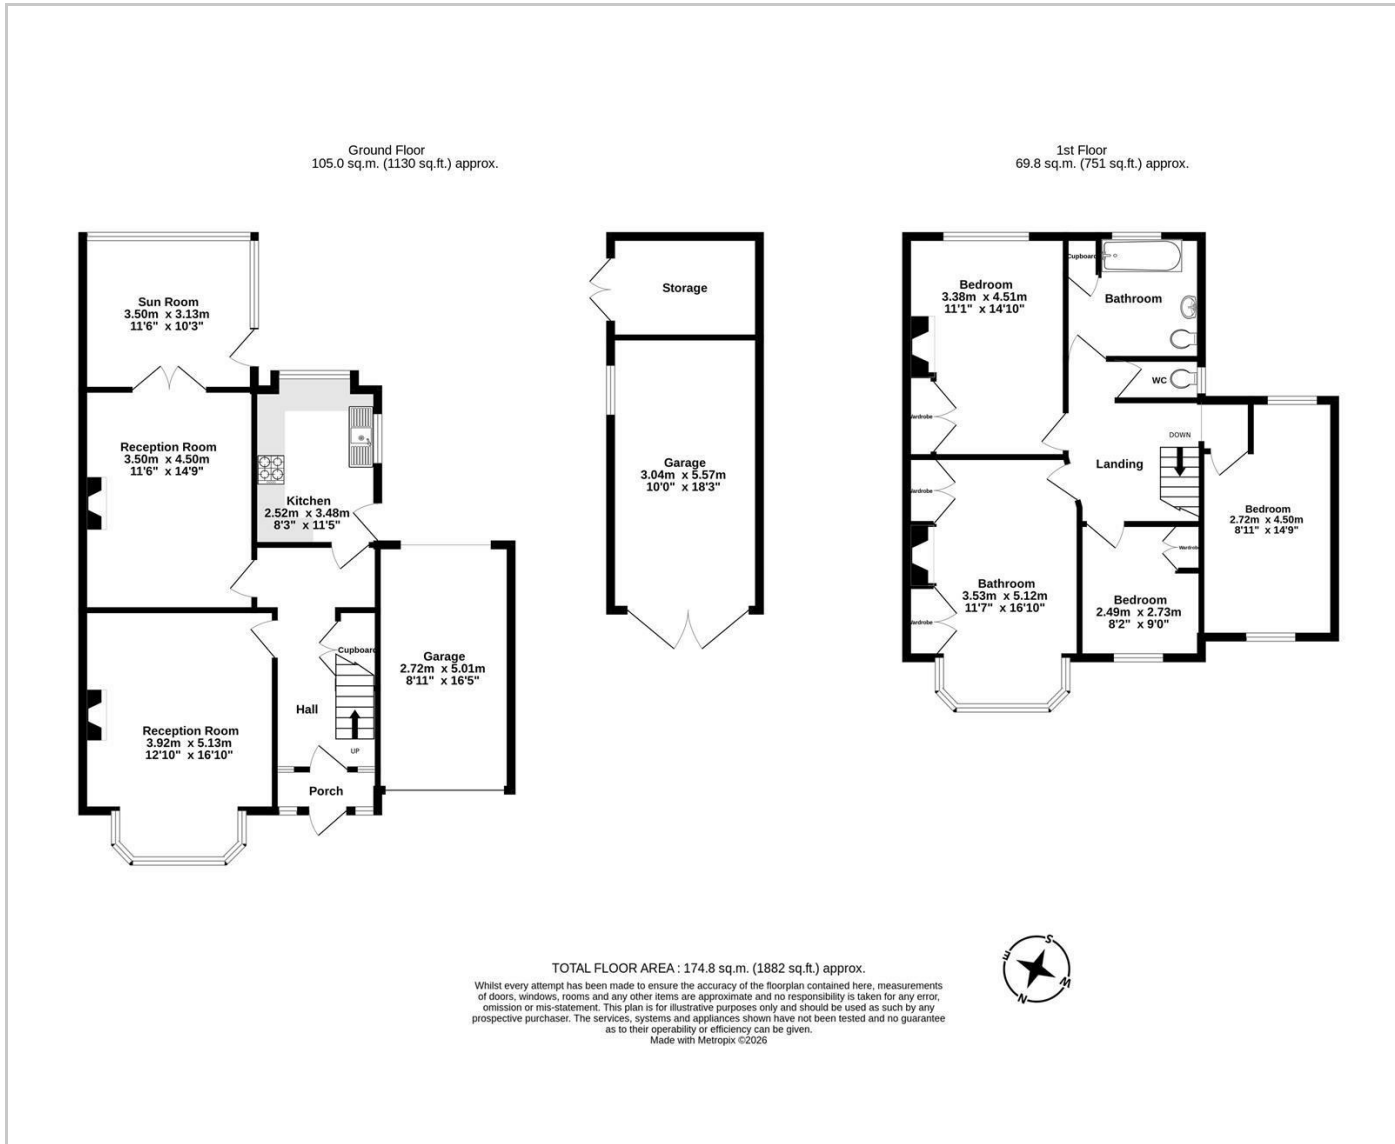 Ground Floor
105.0 sq.m. (1130 sq.ft.) approx.
1st Floor
69.8 sq.m. (751 sq.ft.) approx.
Sun Room
3.50m x 3.13m
11'6" x 10'3"
Reception Room
3.50m x 4.50m
11'6" x 14'9"
Kitchen
2.52m x 3.48m
8'3" x 11'5"
Reception Room
3.92m x 5.13m
12'10" x 16'10"
Hall
Cupboard
UP
Porch
Garage
2.72m x 5.01m
8'11" x 16'5"
Storage
Garage
3.04m x 5.57m
10'0" x 18'3"
Bedroom
3.38m x 4.51m
11'1" x 14'10"
Cupboard
Bathroom
WC
Wardrobe
Landing
DOWN
Wardrobe
Bathroom
3.53m x 5.12m
11'7" x 16'10"
Wardrobe
Bedroom
2.49m x 2.73m
8'2" x 9'0"
Wardrobe
Bedroom
2.72m x 4.50m
8'11" x 14'9"
S
E
W
N
TOTAL FLOOR AREA : 174.8 sq.m. (1882 sq.ft.) approx.
Whilst every attempt has been made to ensure the accuracy of the floorplan contained here, measurements
of doors, windows, rooms and any other items are approximate and no responsibility is taken for any error,
omission or mis-statement. This plan is for illustrative purposes only and should be used as such by any
prospective purchaser. The services, systems and appliances shown have not been tested and no guarantee
as to their operability or efficiency can be given.
Made with Metropix ©2026